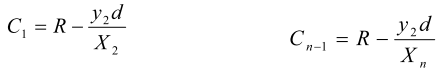 C₁ = R − y₂d / X₂
Cₙ₋₁ = R − y₂d / Xₙ